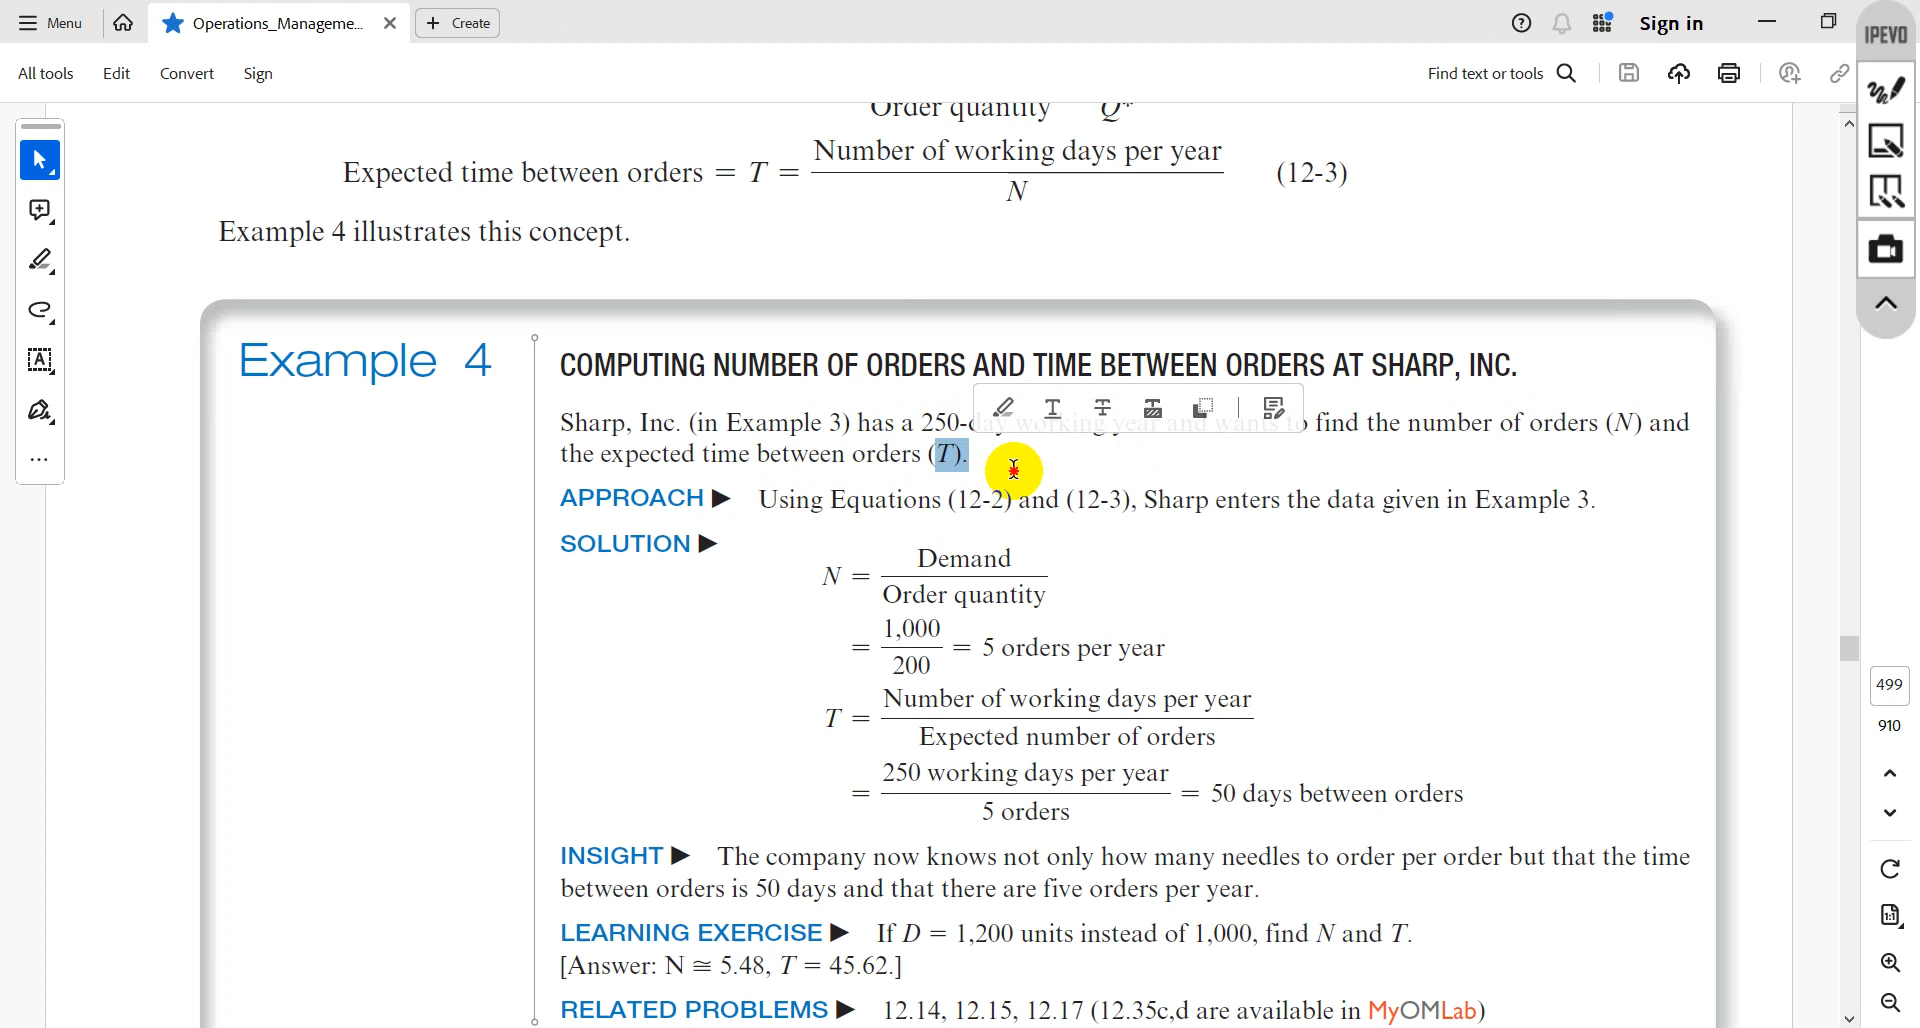 Menu
Operations_Manageme...
Create
Sign in
IPEVO
All tools
Edit
Convert
Sign
Find text or tools
Order quantity Q*
Expected time between orders = T = Number of working days per year / N (12-3)
Example 4 illustrates this concept.
Example 4
COMPUTING NUMBER OF ORDERS AND TIME BETWEEN ORDERS AT SHARP, INC.
Sharp, Inc. (in Example 3) has a 250-day working year and wants to find the number of orders (N) and
the expected time between orders (T).
APPROACH ▶ Using Equations (12-2) and (12-3), Sharp enters the data given in Example 3.
SOLUTION ▶
N = Demand / Order quantity
= 1,000 / 200 = 5 orders per year
T = Number of working days per year / Expected number of orders
= 250 working days per year / 5 orders = 50 days between orders
INSIGHT ▶ The company now knows not only how many needles to order per order but that the time
between orders is 50 days and that there are five orders per year.
LEARNING EXERCISE ▶ If D = 1,200 units instead of 1,000, find N and T.
[Answer: N ≅ 5.48, T = 45.62.]
RELATED PROBLEMS ▶ 12.14, 12.15, 12.17 (12.35c,d are available in MyOMLab)
499
910